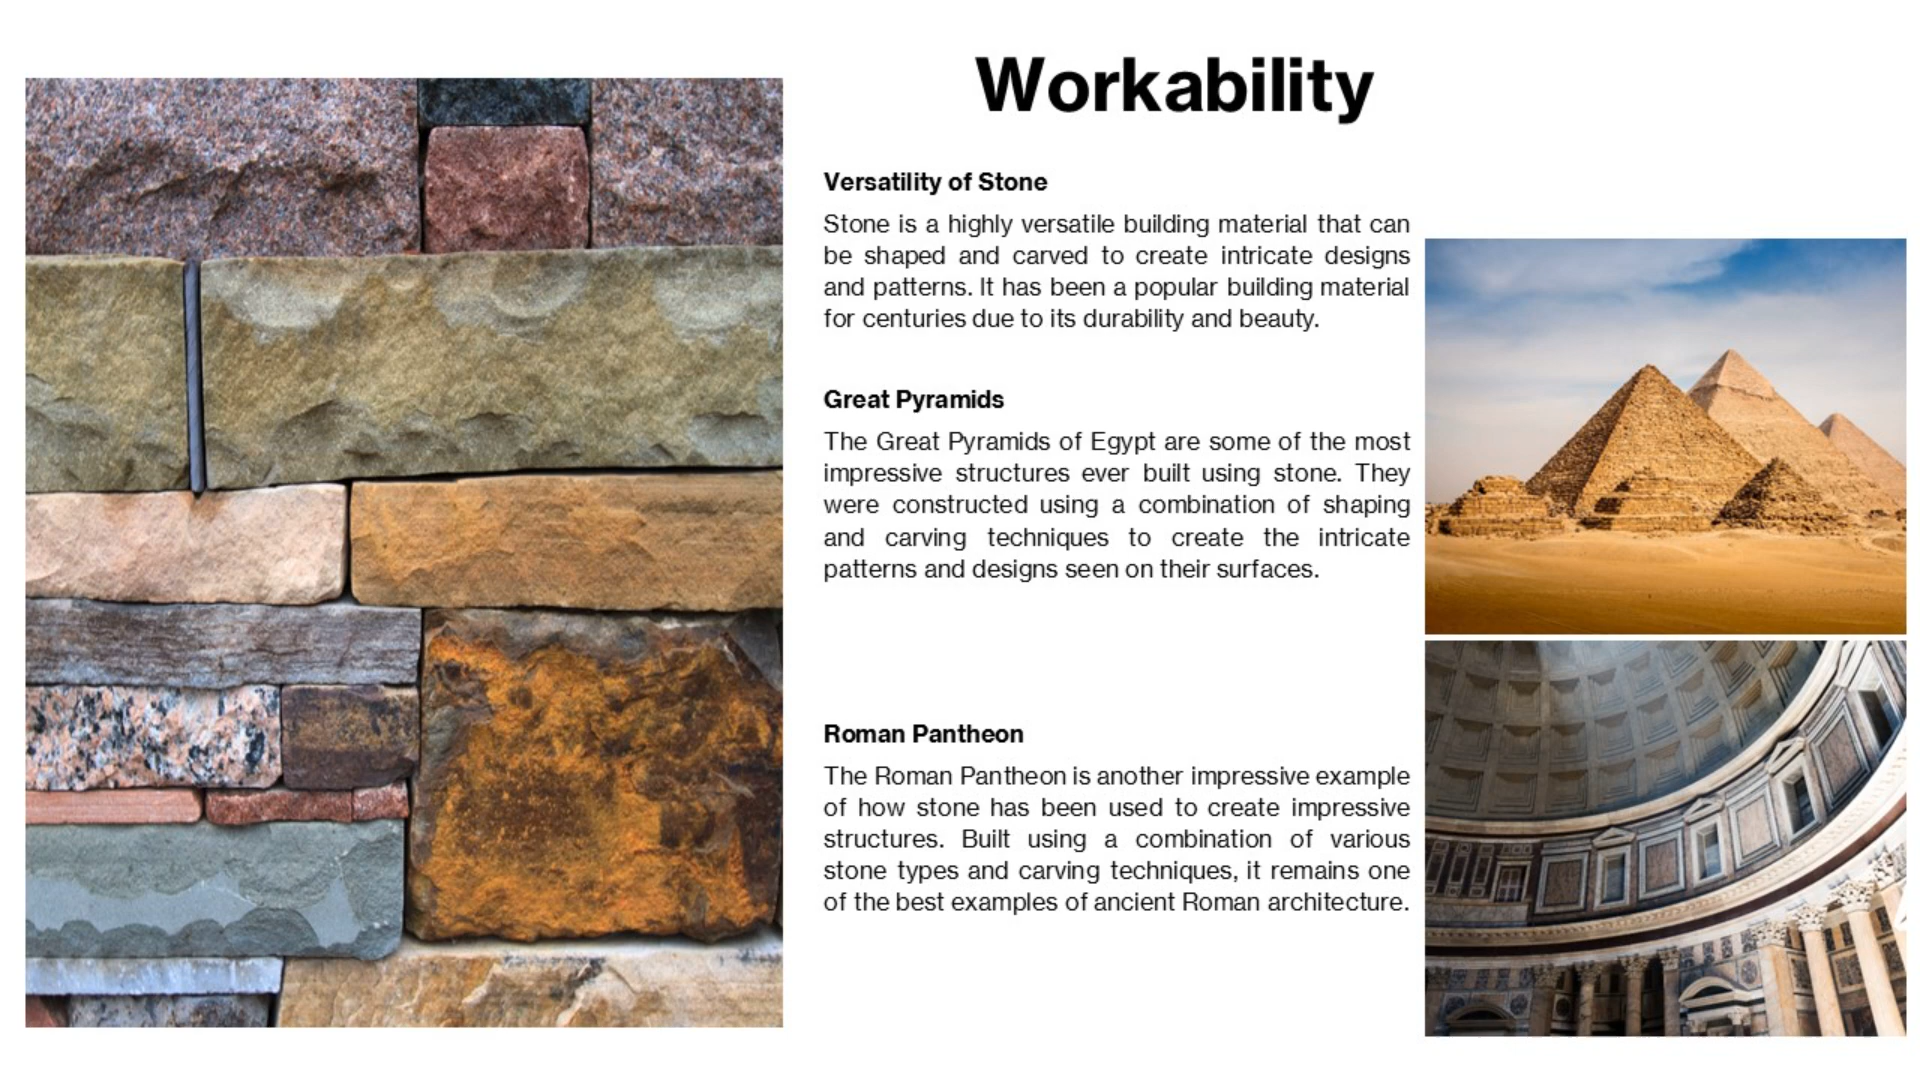 Workability
Versatility of Stone
Stone is a highly versatile building material that can
be shaped and carved to create intricate designs
and patterns. It has been a popular building material
for centuries due to its durability and beauty.
Great Pyramids
The Great Pyramids of Egypt are some of the most
impressive structures ever built using stone. They
were constructed using a combination of shaping
and carving techniques to create the intricate
patterns and designs seen on their surfaces.
Roman Pantheon
The Roman Pantheon is another impressive example
of how stone has been used to create impressive
structures. Built using a combination of various
stone types and carving techniques, it remains one
of the best examples of ancient Roman architecture.